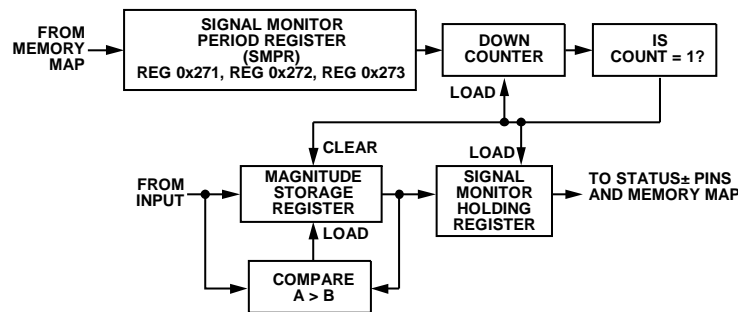 FROM
MEMORY
MAP
SIGNAL MONITOR
PERIOD REGISTER
(SMPR)
REG 0x271, REG 0x272, REG 0x273
DOWN
COUNTER
IS
COUNT = 1?
LOAD
CLEAR
LOAD
FROM
INPUT
MAGNITUDE
STORAGE
REGISTER
SIGNAL
MONITOR
HOLDING
REGISTER
TO STATUS± PINS
AND MEMORY MAP
LOAD
COMPARE
A > B